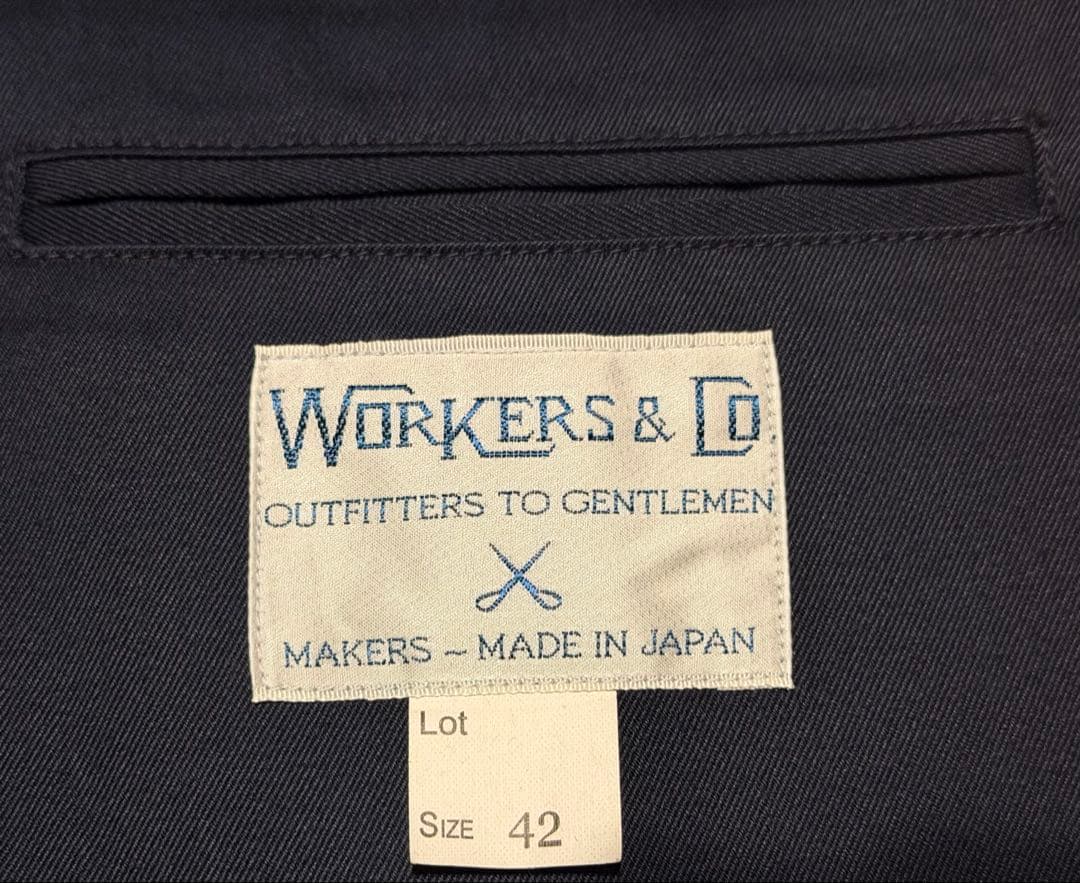 WORKERS & CO.
OUTFITTERS TO GENTLEMEN
MAKERS ~ MADE IN JAPAN
Lot
SIZE 42